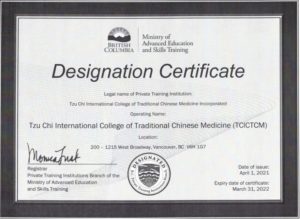 BRITISH
COLUMBIA
Ministry of
Advanced Education
and Skills Training
Designation Certificate
Legal name of Private Training Institution:
Tzu Chi International College of Traditional Chinese Medicine Incorporated
Operating Name:
Tzu Chi International College of Traditional Chinese Medicine (TCICTCM)
Location:
200 - 1215 West Broadway, Vancouver, BC V6H 1G7
Registrar
Private Training Institutions Branch of the
Ministry of Advanced Education
and Skills Training
DESIGNATED
Date of issue:
April 1, 2021
Expiry date of certificate:
March 31, 2022